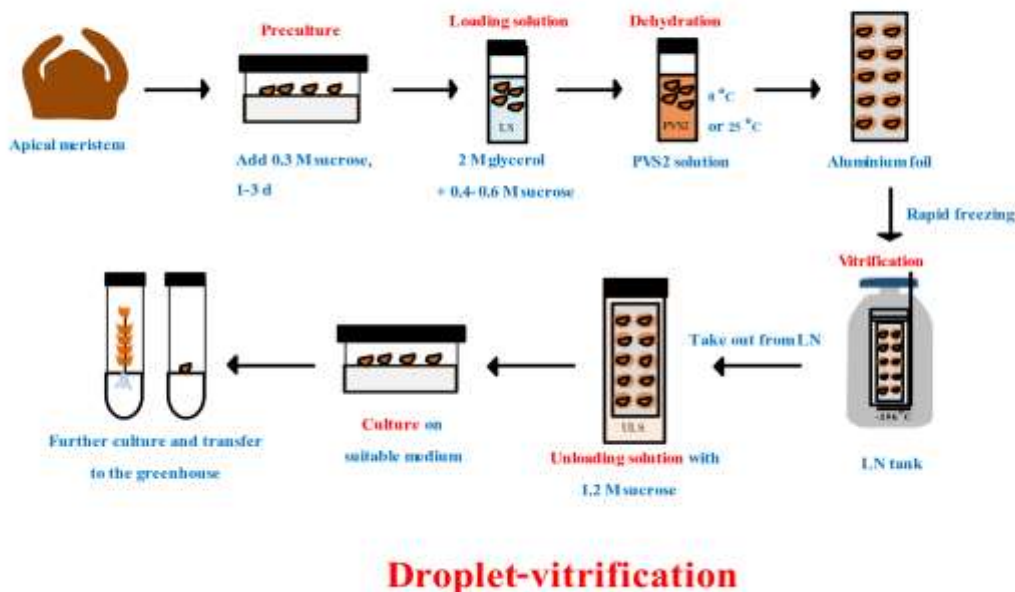 Preculture
Loading solution
Dehydration
LS
PVS2
0 °C
or 25 °C
Apical meristem
Add 0.3 M sucrose,
1-3 d
2 M glycerol
+ 0.4-0.6 M sucrose
PVS2 solution
Aluminium foil
Rapid freezing
Vitrification
-196 °C
LN tank
Take out from LN
ULS
Unloading solution with
1.2 M sucrose
Culture on
suitable medium
Further culture and transfer
to the greenhouse
Droplet-vitrification